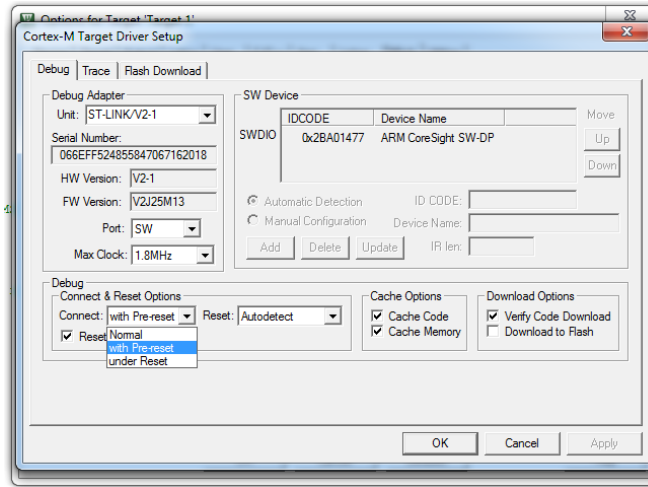 Options for Target 'Target 1'
Cortex-M Target Driver Setup
Debug
Trace
Flash Download
Debug Adapter
Unit: ST-LINK/V2-1
Serial Number:
066EFF524855847067162018
HW Version: V2-1
FW Version: V2J25M13
Port: SW
Max Clock: 1.8MHz
SW Device
IDCODE Device Name
SWDIO 0x2BA01477 ARM CoreSight SW-DP
Move
Up
Down
Automatic Detection
Manual Configuration
ID CODE:
Device Name:
Add
Delete
Update
IR len:
Debug
Connect & Reset Options
Connect: with Pre-reset Reset: Autodetect
Reset
Normal
with Pre-reset
under Reset
Cache Options
Cache Code
Cache Memory
Download Options
Verify Code Download
Download to Flash
OK
Cancel
Apply